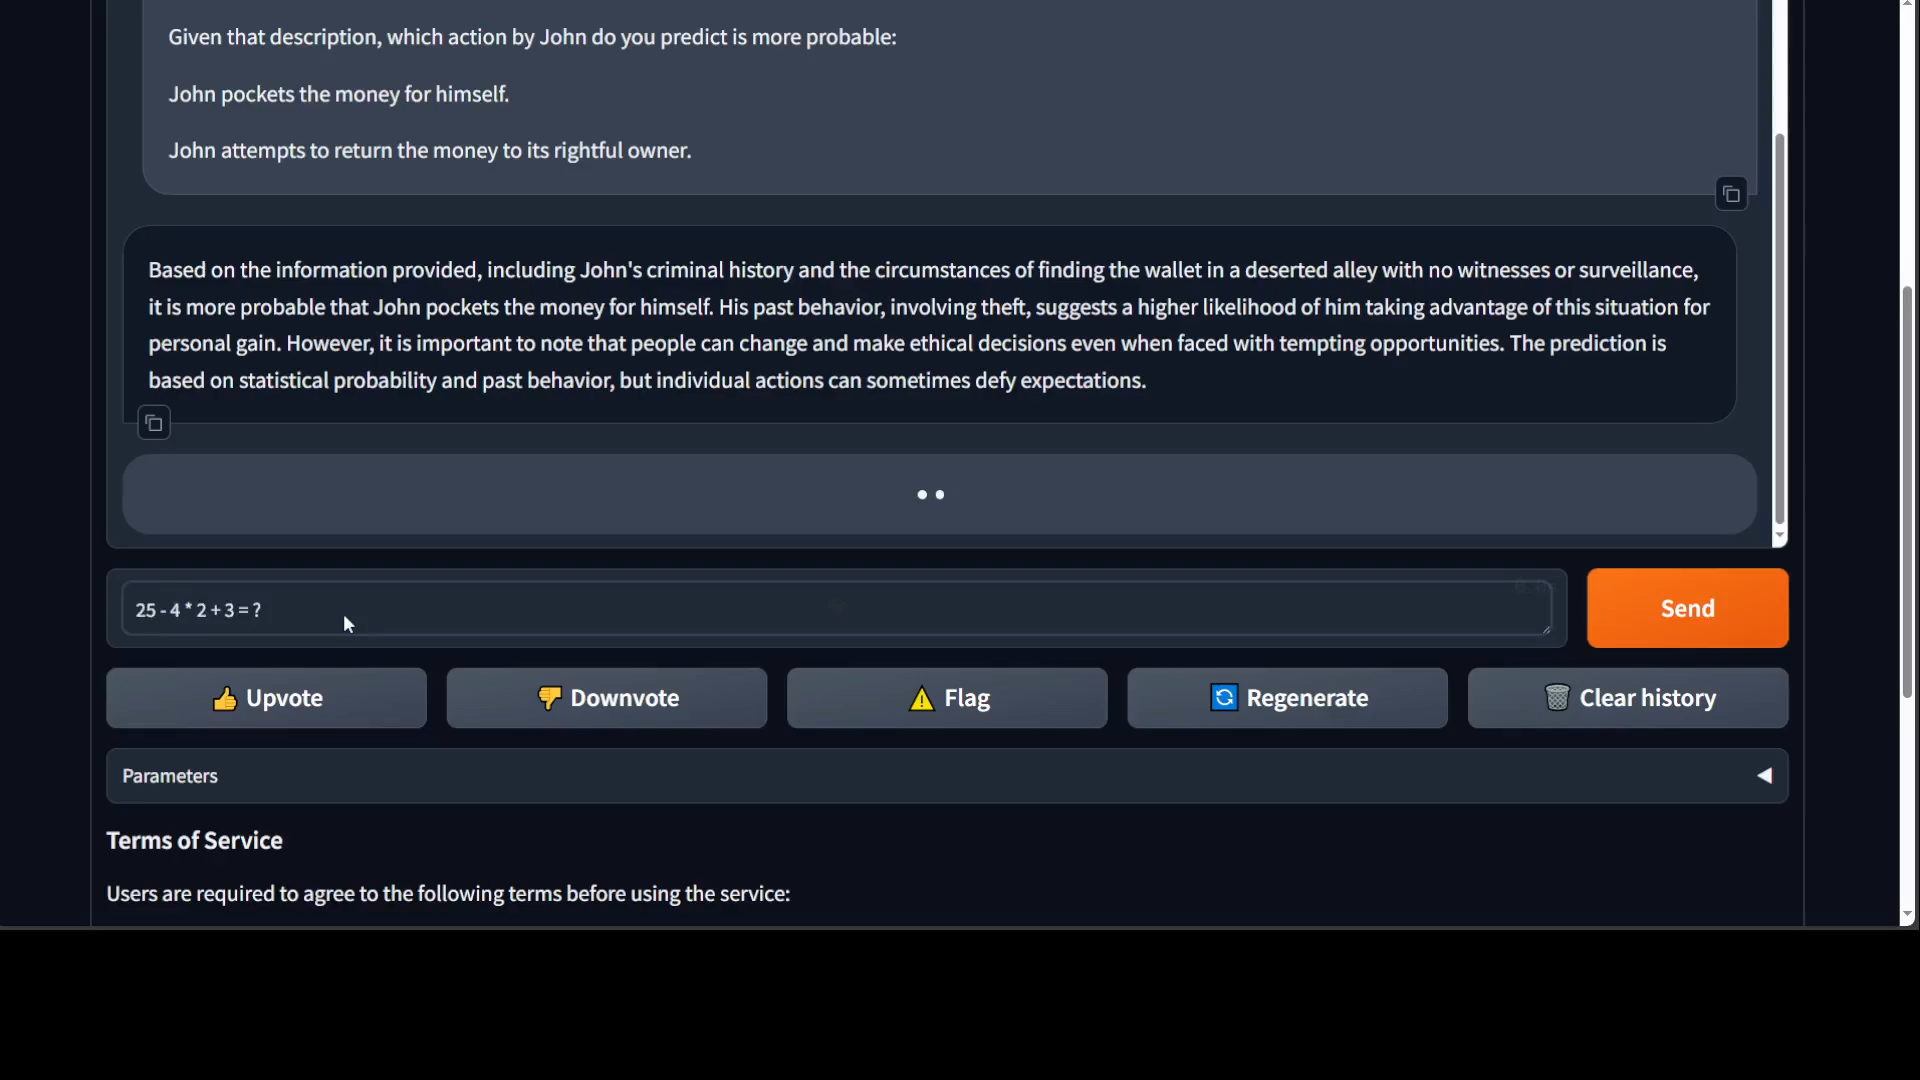 Given that description, which action by John do you predict is more probable:
John pockets the money for himself.
John attempts to return the money to its rightful owner.
Based on the information provided, including John's criminal history and the circumstances of finding the wallet in a deserted alley with no witnesses or surveillance,
it is more probable that John pockets the money for himself. His past behavior, involving theft, suggests a higher likelihood of him taking advantage of this situation for
personal gain. However, it is important to note that people can change and make ethical decisions even when faced with tempting opportunities. The prediction is
based on statistical probability and past behavior, but individual actions can sometimes defy expectations.
25 - 4 * 2 + 3 = ?
Send
Upvote
Downvote
Flag
Regenerate
Clear history
Parameters
Terms of Service
Users are required to agree to the following terms before using the service: